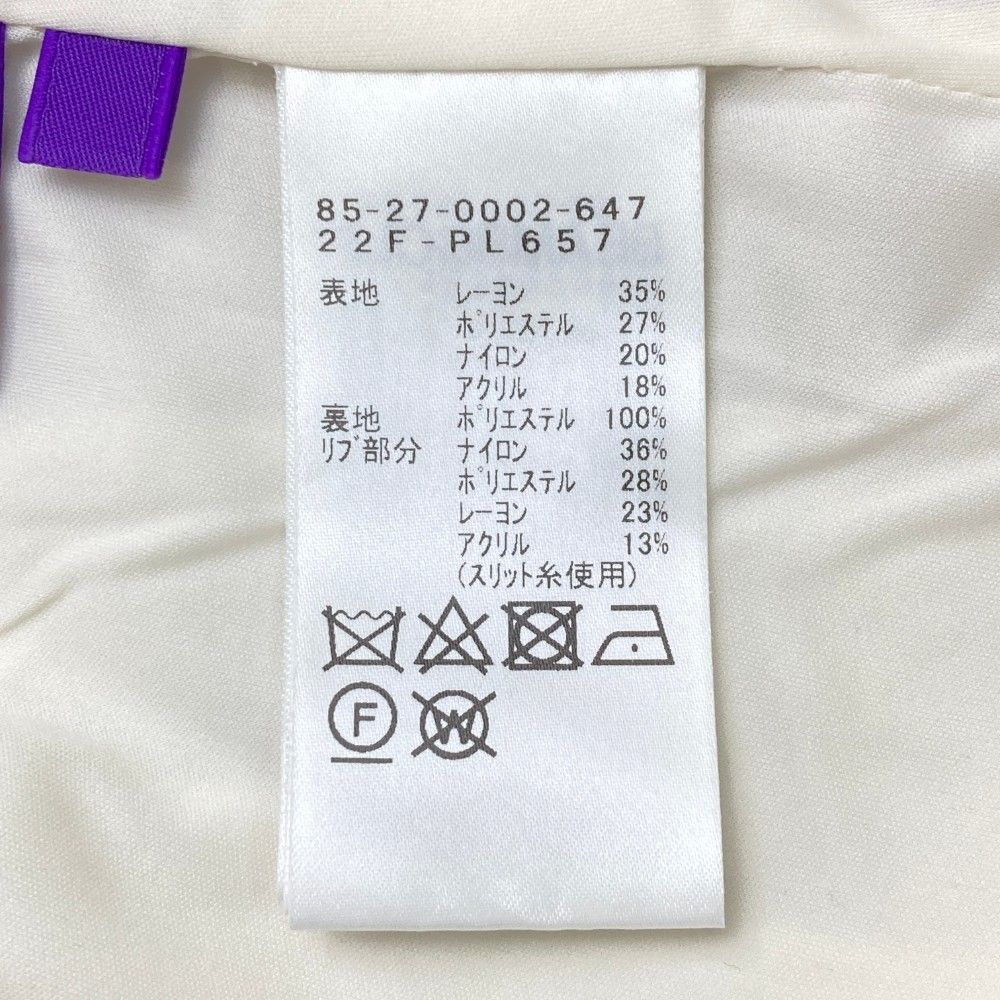 85-27-0002-647
22F-PL657
表地 レーヨン 35%
ポリエステル 27%
ナイロン 20%
アクリル 18%
裏地 ポリエステル 100%
リブ部分 ナイロン 36%
ポリエステル 28%
レーヨン 23%
アクリル 13%
(スリット糸使用)
F W